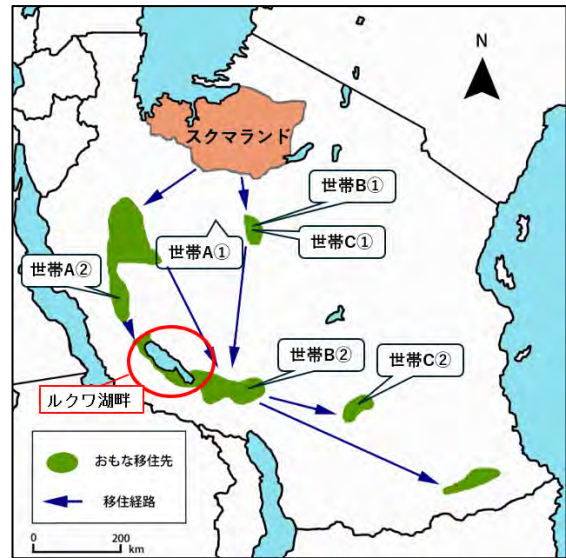 N
スクマランド
世帯B①
世帯C①
世帯A①
世帯A②
世帯B②
世帯C②
ルクワ湖畔
おもな移住先
移住経路
0 200
km